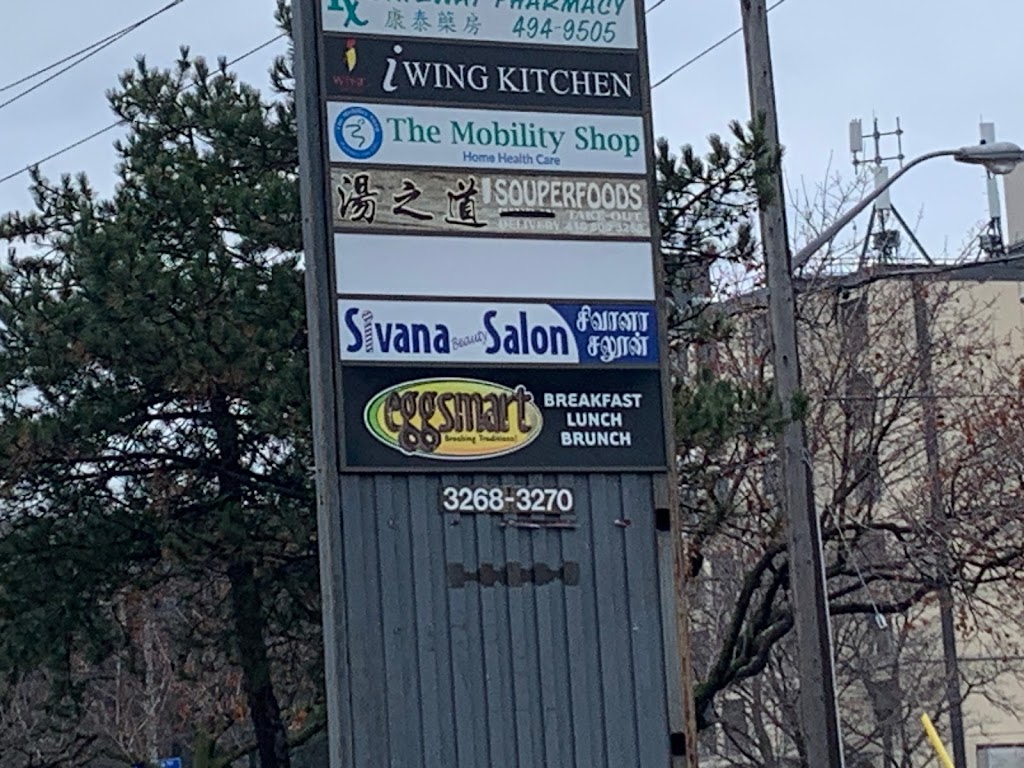 PHARMACY
康泰藥房 494-9505
iWING KITCHEN
The Mobility Shop
Home Health Care
湯之道 SOUPERFOODS
TAKE-OUT
DELIVERY
Sivana Beauty Salon சிவானா
சலூான்
eggsmart
Breaking Traditions!
BREAKFAST
LUNCH
BRUNCH
3268-3270